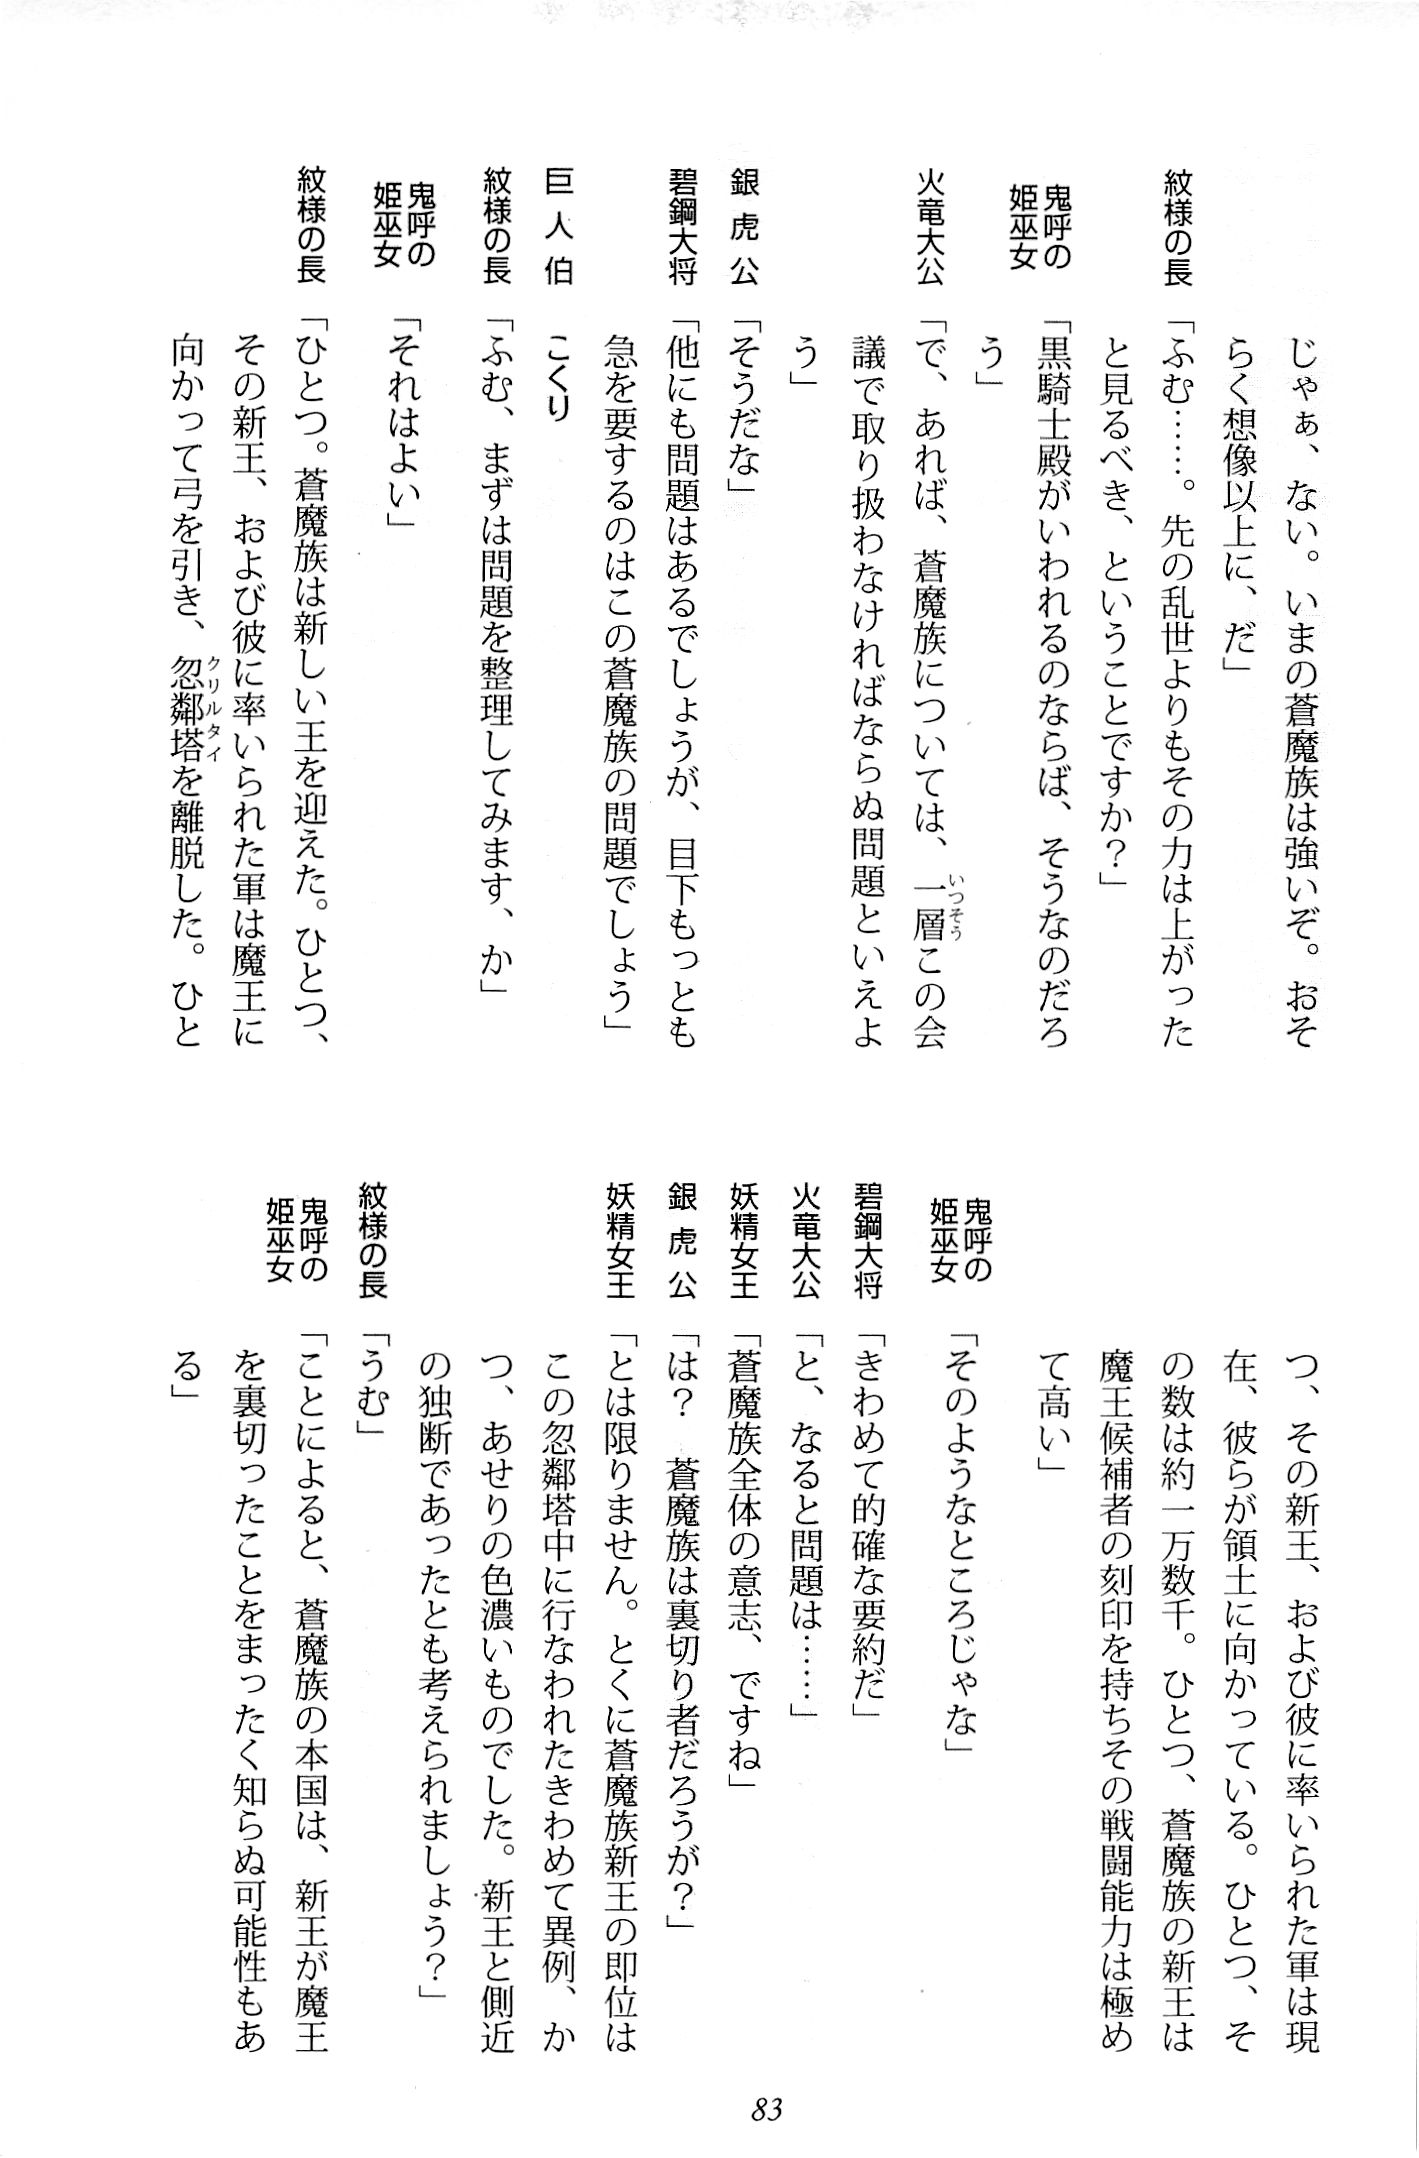 じゃぁ、ない。いまの蒼魔族は強いぞ。おそ
らく想像以上に、だ」
紋様の長「ふむ……。先の乱世よりもその力は上がった
と見るべき、ということですか？」
鬼呼の姫巫女「黒騎士殿がいわれるのならば、そうなのだろ
う」
火竜大公「で、あれば、蒼魔族については、一層この会
いっそう
議で取り扱わなければならぬ問題といえよ
う」
銀虎公「そうだな」
碧鋼大将「他にも問題はあるでしょうが、目下もっとも
急を要するのはこの蒼魔族の問題でしょう」
巨人伯　こくり
紋様の長「ふむ、まずは問題を整理してみます、か」
鬼呼の姫巫女「それはよい」
紋様の長「ひとつ。蒼魔族は新しい王を迎えた。ひとつ、
その新王、および彼に率いられた軍は魔王に
向かって弓を引き、忽鄰塔を離脱した。ひと
クリルタイ
つ、その新王、および彼に率いられた軍は現
在、彼らが領土に向かっている。ひとつ、そ
の数は約一万数千。ひとつ、蒼魔族の新王は
魔王候補者の刻印を持ちその戦闘能力は極め
て高い」
鬼呼の姫巫女「そのようなところじゃな」
碧鋼大将「きわめて的確な要約だ」
火竜大公「と、なると問題は……」
妖精女王「蒼魔族全体の意志、ですね」
銀虎公「は？　蒼魔族は裏切り者だろうが？」
妖精女王「とは限りません。とくに蒼魔族新王の即位は
この忽鄰塔中に行なわれたきわめて異例、か
つ、あせりの色濃いものでした。新王と側近
の独断であったとも考えられましょう？」
紋様の長「うむ」
鬼呼の姫巫女「ことによると、蒼魔族の本国は、新王が魔王
を裏切ったことをまったく知らぬ可能性もあ
る」
83